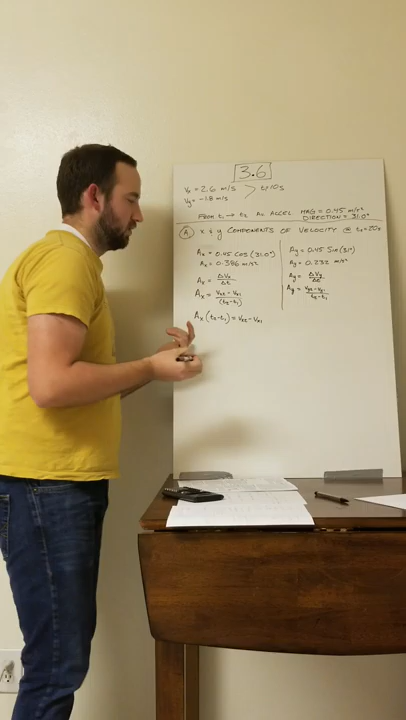 3.6
Vx = 2.6 m/s
Vy = -1.8 m/s
> t1=10s
FROM t1 → t2 AV ACCEL MAG = 0.45 m/s²
DIRECTION = 31.0°
A. x & y COMPONENTS OF VELOCITY @ t2=20s
Ax = 0.45 cos(31.0)
Ax = 0.386 m/s²
Ax = ΔVx/Δt
Ax = Vx2 - Vx1/(t2-t1)
Ax(t2-t1) = Vx2 - Vx1
Ay = 0.45 Sin(31°)
Ay = 0.232 m/s²
Ay = ΔVy/Δt
Ay = Vy2 - Vy1/t2-t1